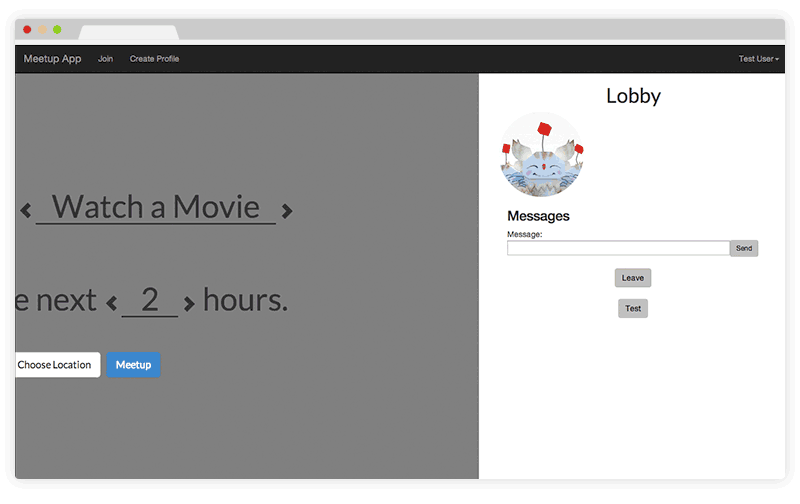 Meetup App Join Create Profile Test User
Lobby
Watch a Movie
e next 2 hours.
Choose Location Meetup
Messages
Message:
Send
Leave
Test